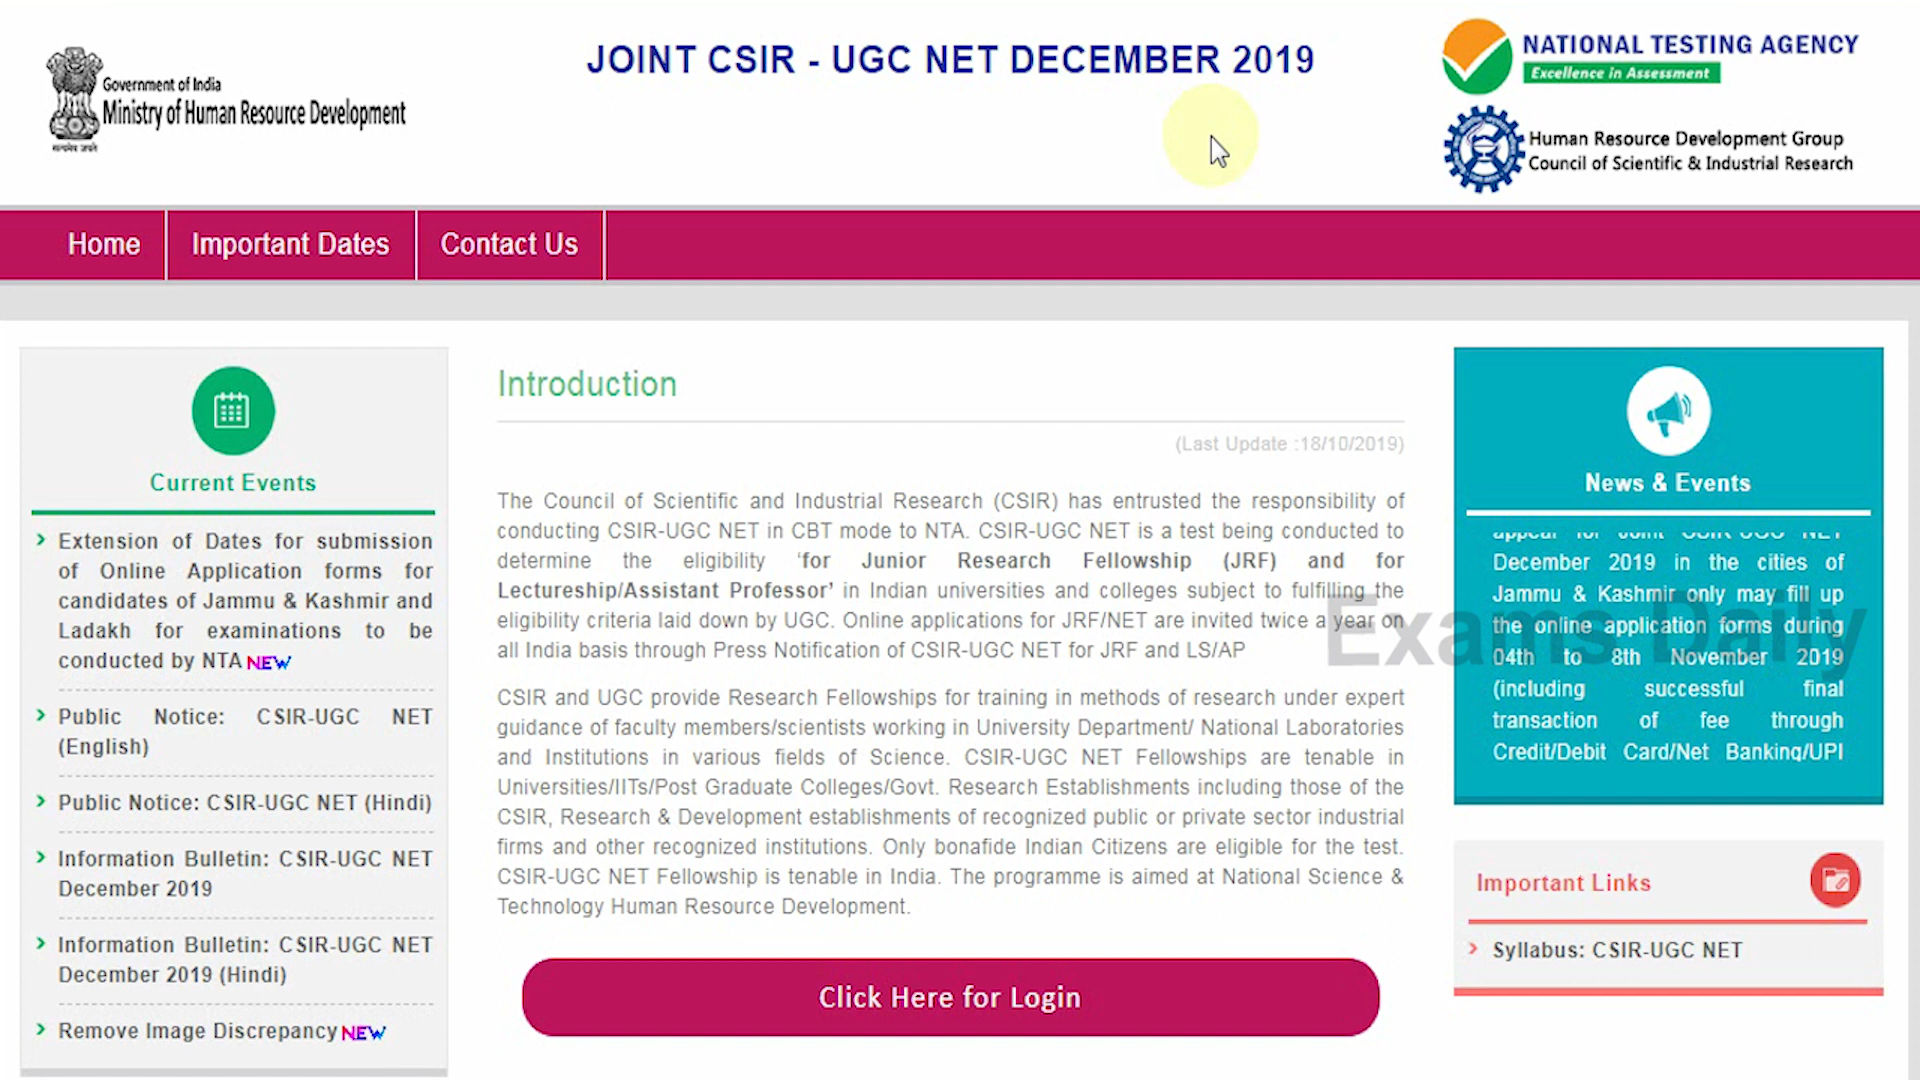 JOINT CSIR - UGC NET DECEMBER 2019
Government of India
Ministry of Human Resource Development
सत्यमेव जयते
NATIONAL TESTING AGENCY
Excellence in Assessment
Human Resource Development Group
Council of Scientific & Industrial Research
Home
Important Dates
Contact Us
Current Events
Extension of Dates for submission
of Online Application forms for
candidates of Jammu & Kashmir and
Ladakh for examinations to be
conducted by NTA NEW
Public Notice: CSIR-UGC NET
(English)
Public Notice: CSIR-UGC NET (Hindi)
Information Bulletin: CSIR-UGC NET
December 2019
Information Bulletin: CSIR-UGC NET
December 2019 (Hindi)
Remove Image Discrepancy NEW
Introduction
(Last Update :18/10/2019)
The Council of Scientific and Industrial Research (CSIR) has entrusted the responsibility of
conducting CSIR-UGC NET in CBT mode to NTA. CSIR-UGC NET is a test being conducted to
determine the eligibility ‘for Junior Research Fellowship (JRF) and for
Lectureship/Assistant Professor’ in Indian universities and colleges subject to fulfilling the
eligibility criteria laid down by UGC. Online applications for JRF/NET are invited twice a year on
all India basis through Press Notification of CSIR-UGC NET for JRF and LS/AP
CSIR and UGC provide Research Fellowships for training in methods of research under expert
guidance of faculty members/scientists working in University Department/ National Laboratories
and Institutions in various fields of Science. CSIR-UGC NET Fellowships are tenable in
Universities/IITs/Post Graduate Colleges/Govt. Research Establishments including those of the
CSIR, Research & Development establishments of recognized public or private sector industrial
firms and other recognized institutions. Only bonafide Indian Citizens are eligible for the test.
CSIR-UGC NET Fellowship is tenable in India. The programme is aimed at National Science &
Technology Human Resource Development.
Click Here for Login
News & Events
appear for Joint CSIR-UGC NET
December 2019 in the cities of
Jammu & Kashmir only may fill up
the online application forms during
04th to 8th November 2019
(including successful final
transaction of fee through
Credit/Debit Card/Net Banking/UPI
Exams Daily
Important Links
Syllabus: CSIR-UGC NET